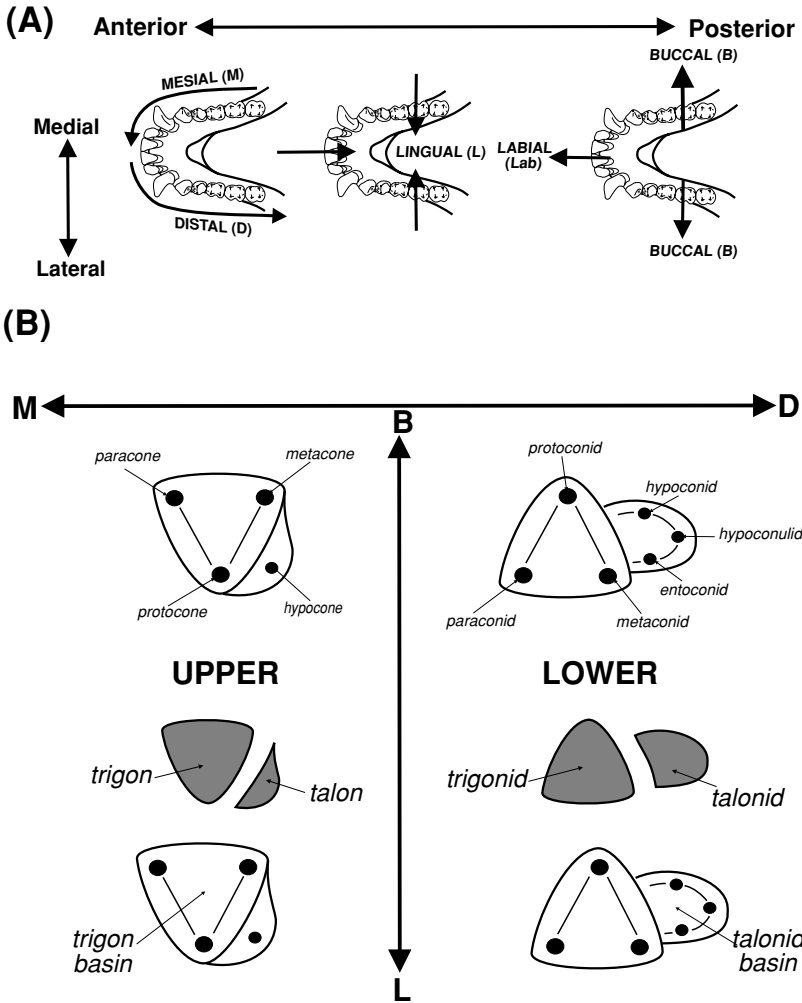 (A)
Anterior
Posterior
MESIAL (M)
BUCCAL (B)
Medial
LINGUAL (L)
LABIAL
(Lab)
DISTAL (D)
BUCCAL (B)
Lateral
(B)
M
D
B
paracone
metacone
protocone
hypocone
protoconid
hypoconid
hypoconulid
entoconid
paraconid
metaconid
UPPER
LOWER
trigon
talon
trigonid
talonid
trigon
basin
talonid
basin
L